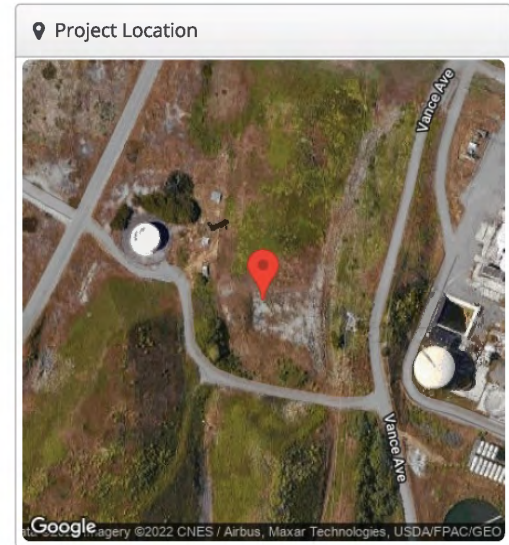 Project Location
Vance Ave
Vance Ave
Google
Imagery ©2022 CNES / Airbus, Maxar Technologies, USDA/FPAC/GEO